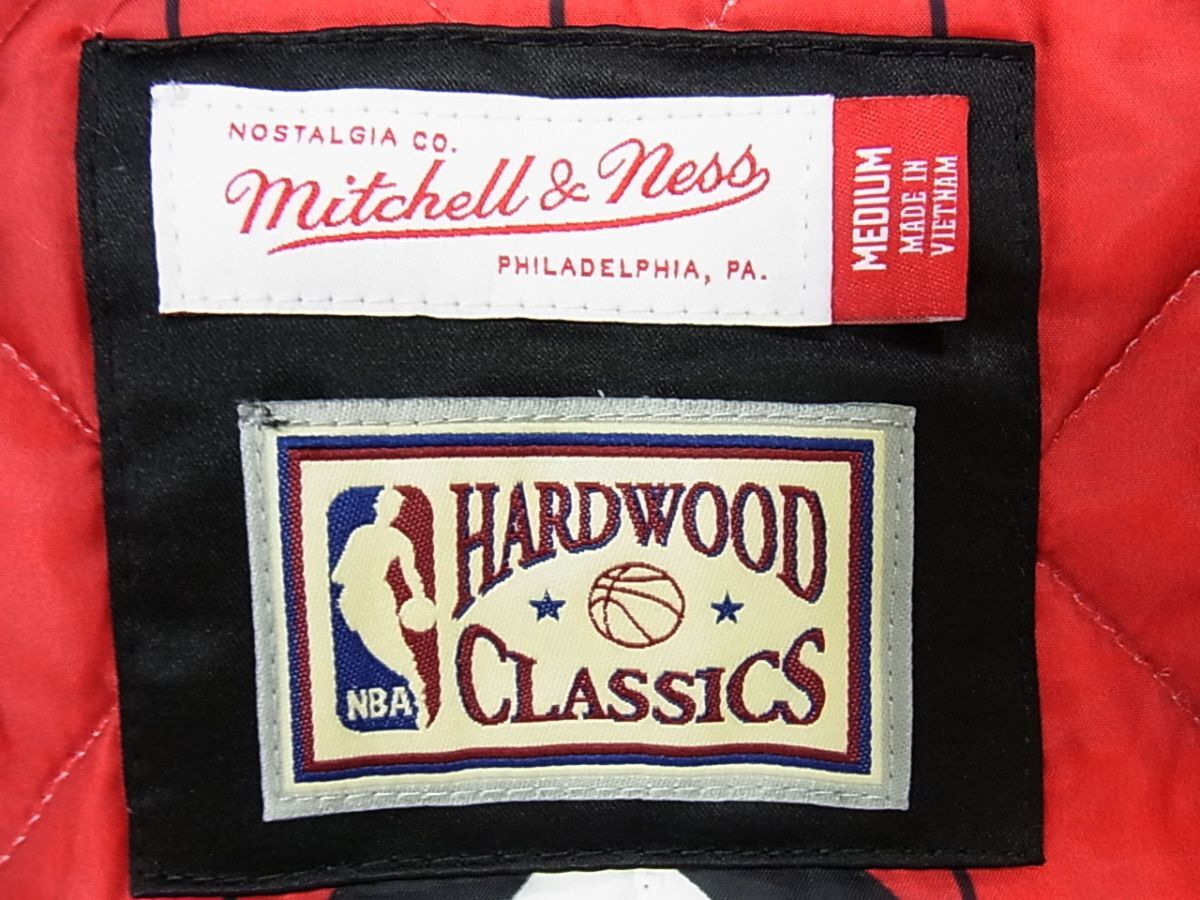 NOSTALGIA CO.
Mitchell & Ness
PHILADELPHIA, PA.
MEDIUM
MADE IN
VIETNAM
HARDWOOD
CLASSICS
NBA